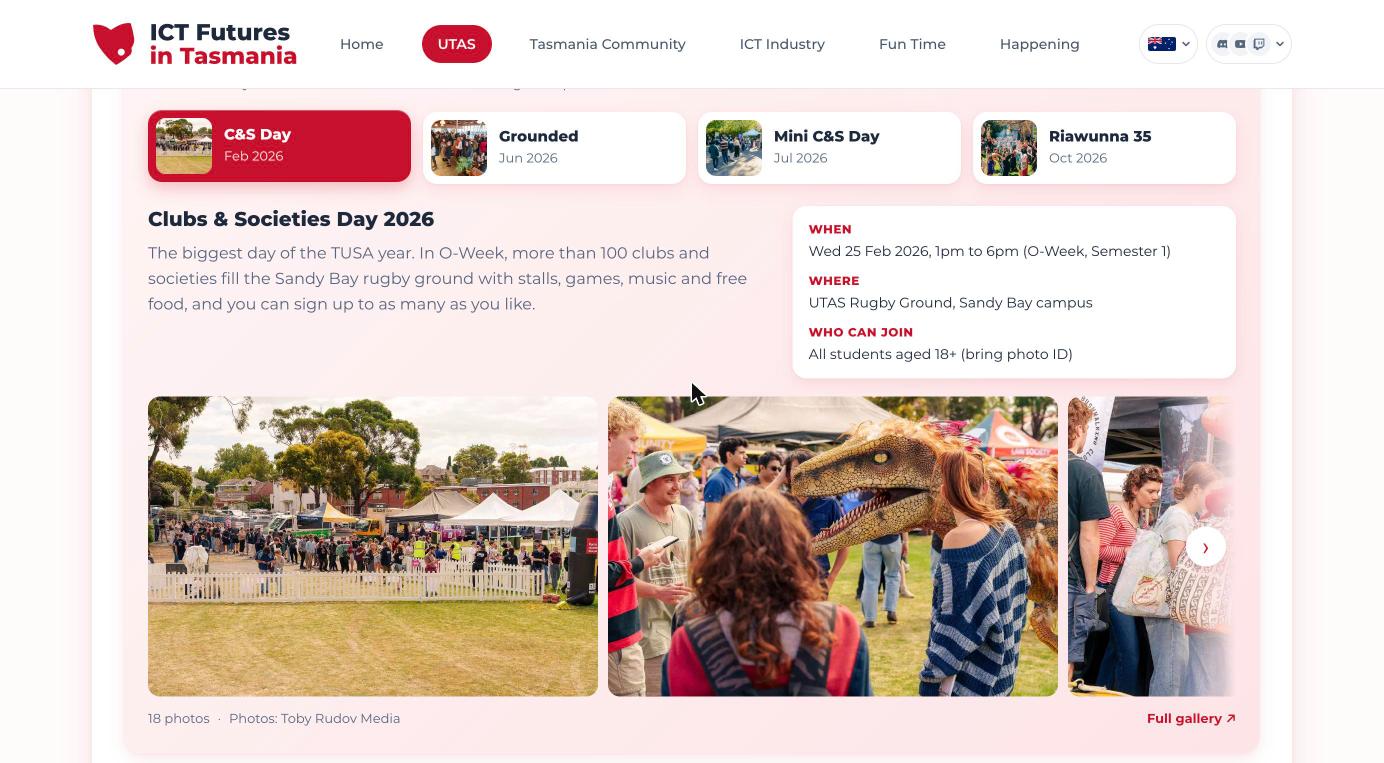 ICT Futures
in Tasmania
Home
UTAS
Tasmania Community
ICT Industry
Fun Time
Happening
C&S Day
Feb 2026
Grounded
Jun 2026
Mini C&S Day
Jul 2026
Riawunna 35
Oct 2026
Clubs & Societies Day 2026
The biggest day of the TUSA year. In O-Week, more than 100 clubs and
societies fill the Sandy Bay rugby ground with stalls, games, music and free
food, and you can sign up to as many as you like.
WHEN
Wed 25 Feb 2026, 1pm to 6pm (O-Week, Semester 1)
WHERE
UTAS Rugby Ground, Sandy Bay campus
WHO CAN JOIN
All students aged 18+ (bring photo ID)
LAW SOCIETY
›
18 photos · Photos: Toby Rudov Media
Full gallery ↗